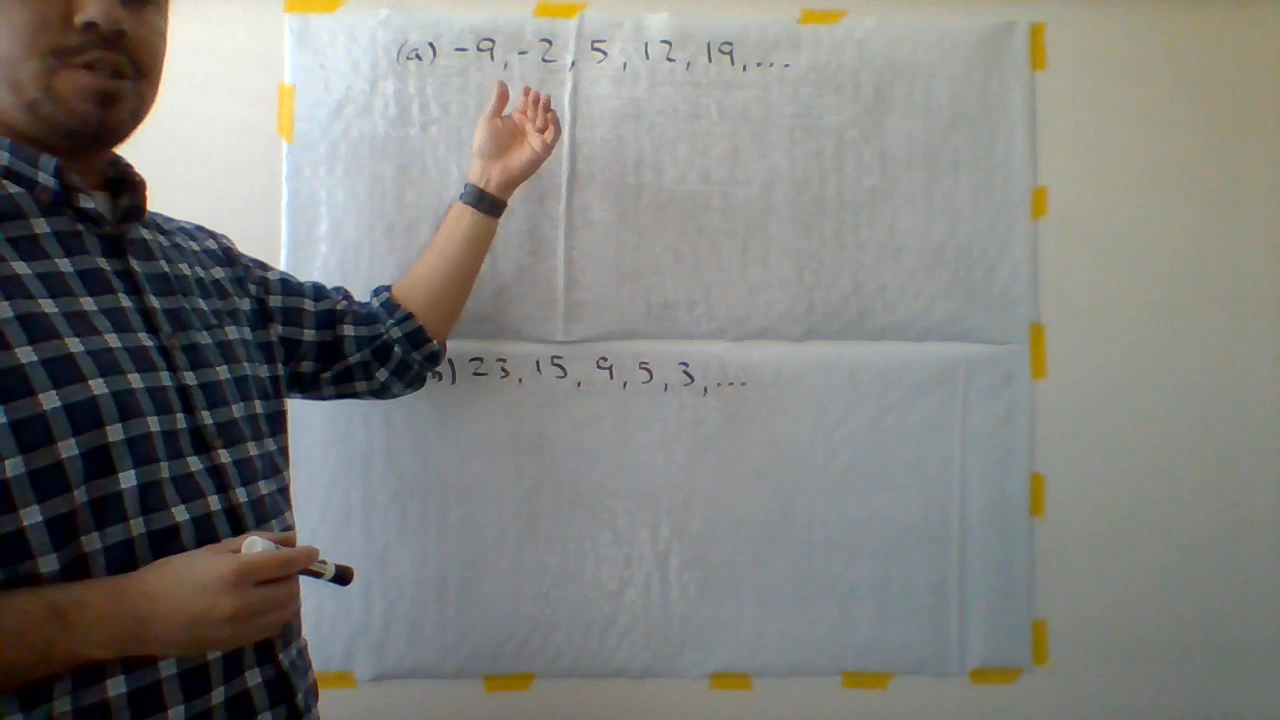 (a) -9, -2, 5, 12, 19, ...
b) 23, 15, 9, 5, 3, ...